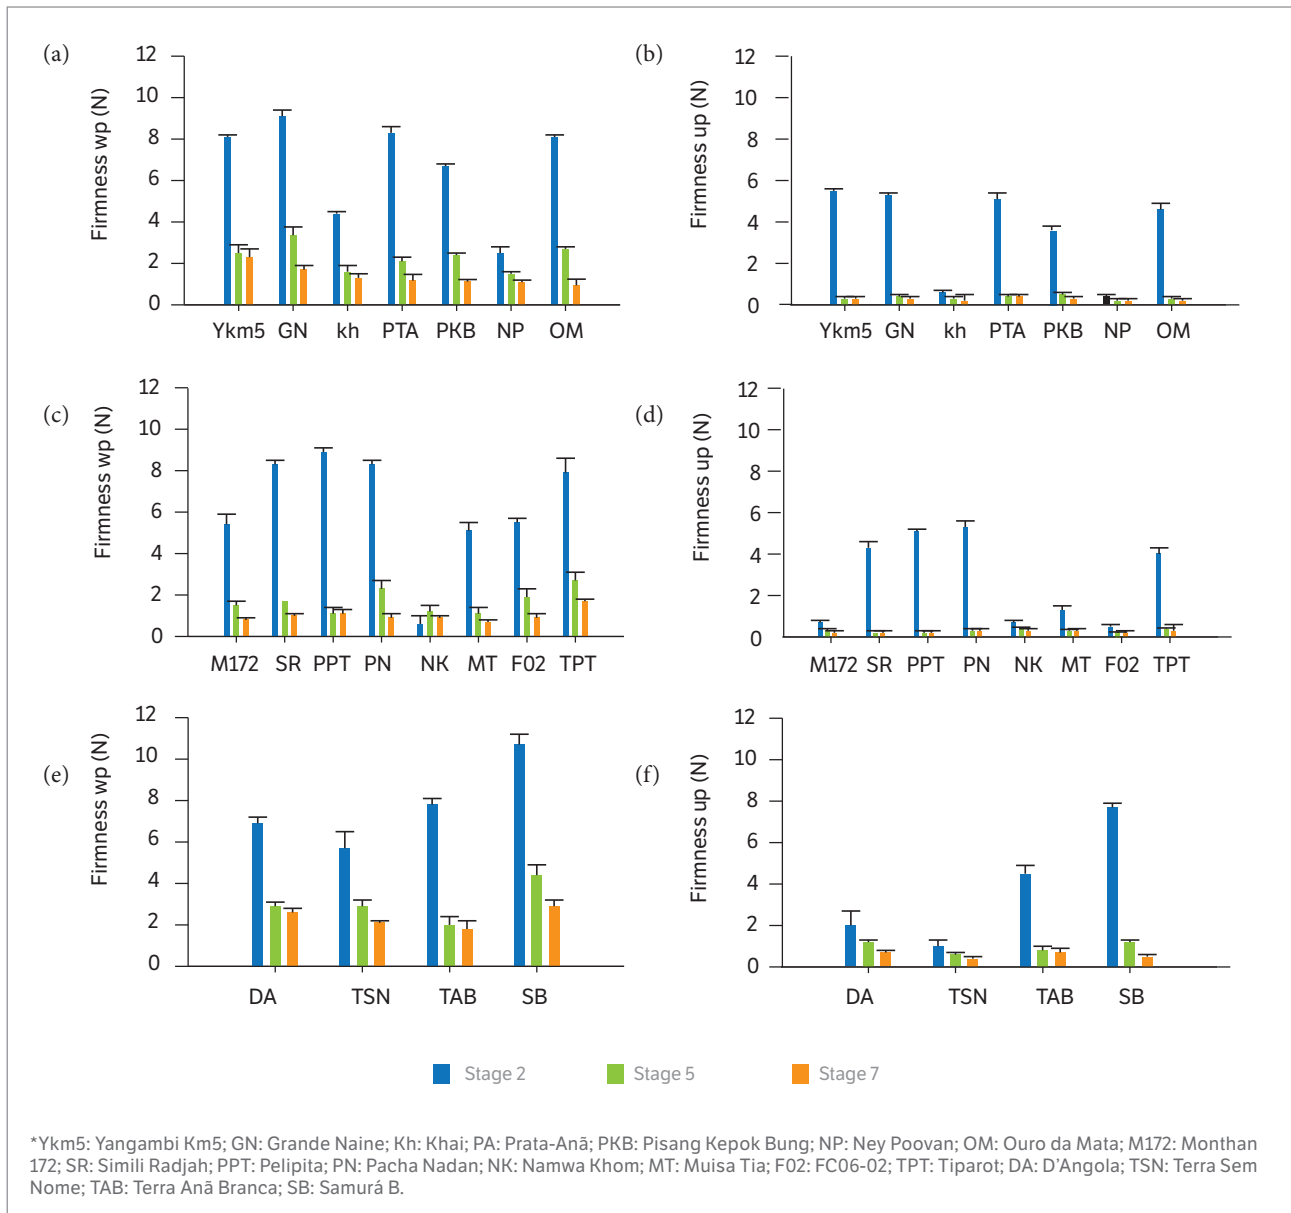 (a)
Firmness wp (N)
12
10
8
6
4
2
0
Ykm5 GN kh PTA PKB NP OM
(b)
Firmness up (N)
12
10
8
6
4
2
0
Ykm5 GN kh PTA PKB NP OM
(c)
Firmness wp (N)
12
10
8
6
4
2
0
M172 SR PPT PN NK MT F02 TPT
(d)
Firmness up (N)
12
10
8
6
4
2
0
M172 SR PPT PN NK MT F02 TPT
(e)
Firmness wp (N)
12
10
8
6
4
2
0
DA TSN TAB SB
(f)
Firmness up (N)
12
10
8
6
4
2
0
DA TSN TAB SB
Stage 2 Stage 5 Stage 7
*Ykm5: Yangambi Km5; GN: Grande Naine; Kh: Khai; PA: Prata-Anã; PKB: Pisang Kepok Bung; NP: Ney Poovan; OM: Ouro da Mata; M172: Monthan
172; SR: Simili Radjah; PPT: Pelipita; PN: Pacha Nadan; NK: Namwa Khom; MT: Muisa Tia; F02: FC06-02; TPT: Tiparot; DA: D’Angola; TSN: Terra Sem
Nome; TAB: Terra Anã Branca; SB: Samurá B.